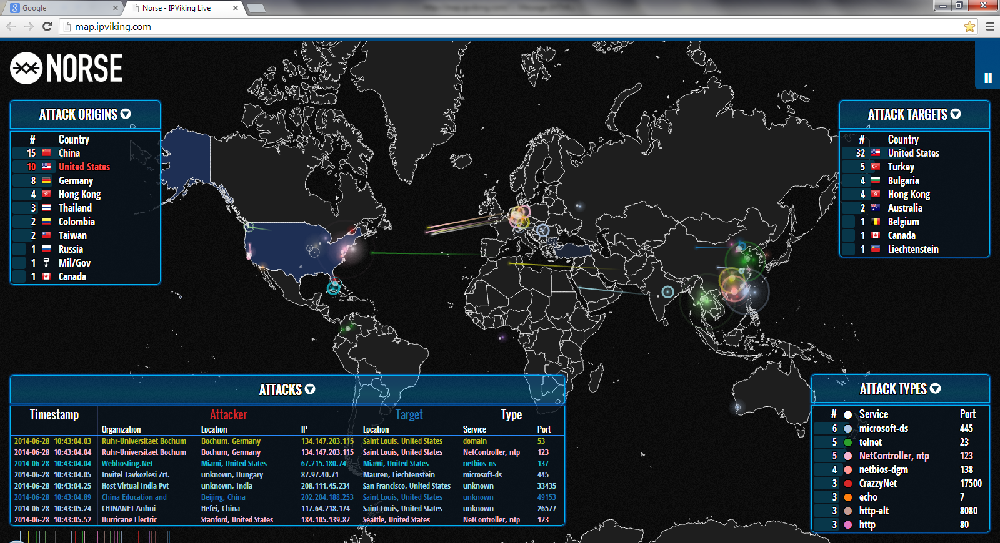 Google
Norse - IPViking Live
map.ipviking.com
NORSE
ATTACK ORIGINS
# Country
15 China
10 United States
8 Germany
4 Hong Kong
3 Thailand
2 Colombia
2 Taiwan
1 Russia
1 Mil/Gov
1 Canada
ATTACK TARGETS
# Country
32 United States
5 Turkey
4 Bulgaria
4 Hong Kong
2 Australia
1 Belgium
1 Canada
1 Liechtenstein
ATTACKS
Timestamp Attacker Target Type
Organization Location IP Location Service Port
2014-06-28 10:43:04.03 Ruhr-Universitaet Bochum Bochum, Germany 134.147.203.115 Saint Louis, United States domain 53
2014-06-28 10:43:04.04 Ruhr-Universitaet Bochum Bochum, Germany 134.147.203.115 Saint Louis, United States NetController, ntp 123
2014-06-28 10:43:04.04 Webhosting.Net Miami, United States 67.215.180.74 Miami, United States netbios-ns 137
2014-06-28 10:43:04.05 Invitel Tavkozlesi Zrt. unknown, Hungary 87.97.40.71 Mauren, Liechtenstein microsoft-ds 445
2014-06-28 10:43:04.25 Host Virtual India Pvt unknown, India 208.111.45.234 San Francisco, United States unknown 33435
2014-06-28 10:43:04.89 China Education and Beijing, China 202.204.188.253 Saint Louis, United States unknown 49153
2014-06-28 10:43:05.24 CHINANET Anhui Hefei, China 117.64.218.174 Saint Louis, United States unknown 26577
2014-06-28 10:43:05.52 Hurricane Electric Stanford, United States 184.105.139.82 Seattle, United States NetController, ntp 123
ATTACK TYPES
# Service Port
6 microsoft-ds 445
5 telnet 23
5 NetController, ntp 123
4 netbios-dgm 138
3 CrazzyNet 17500
3 echo 7
3 http-alt 8080
3 http 80